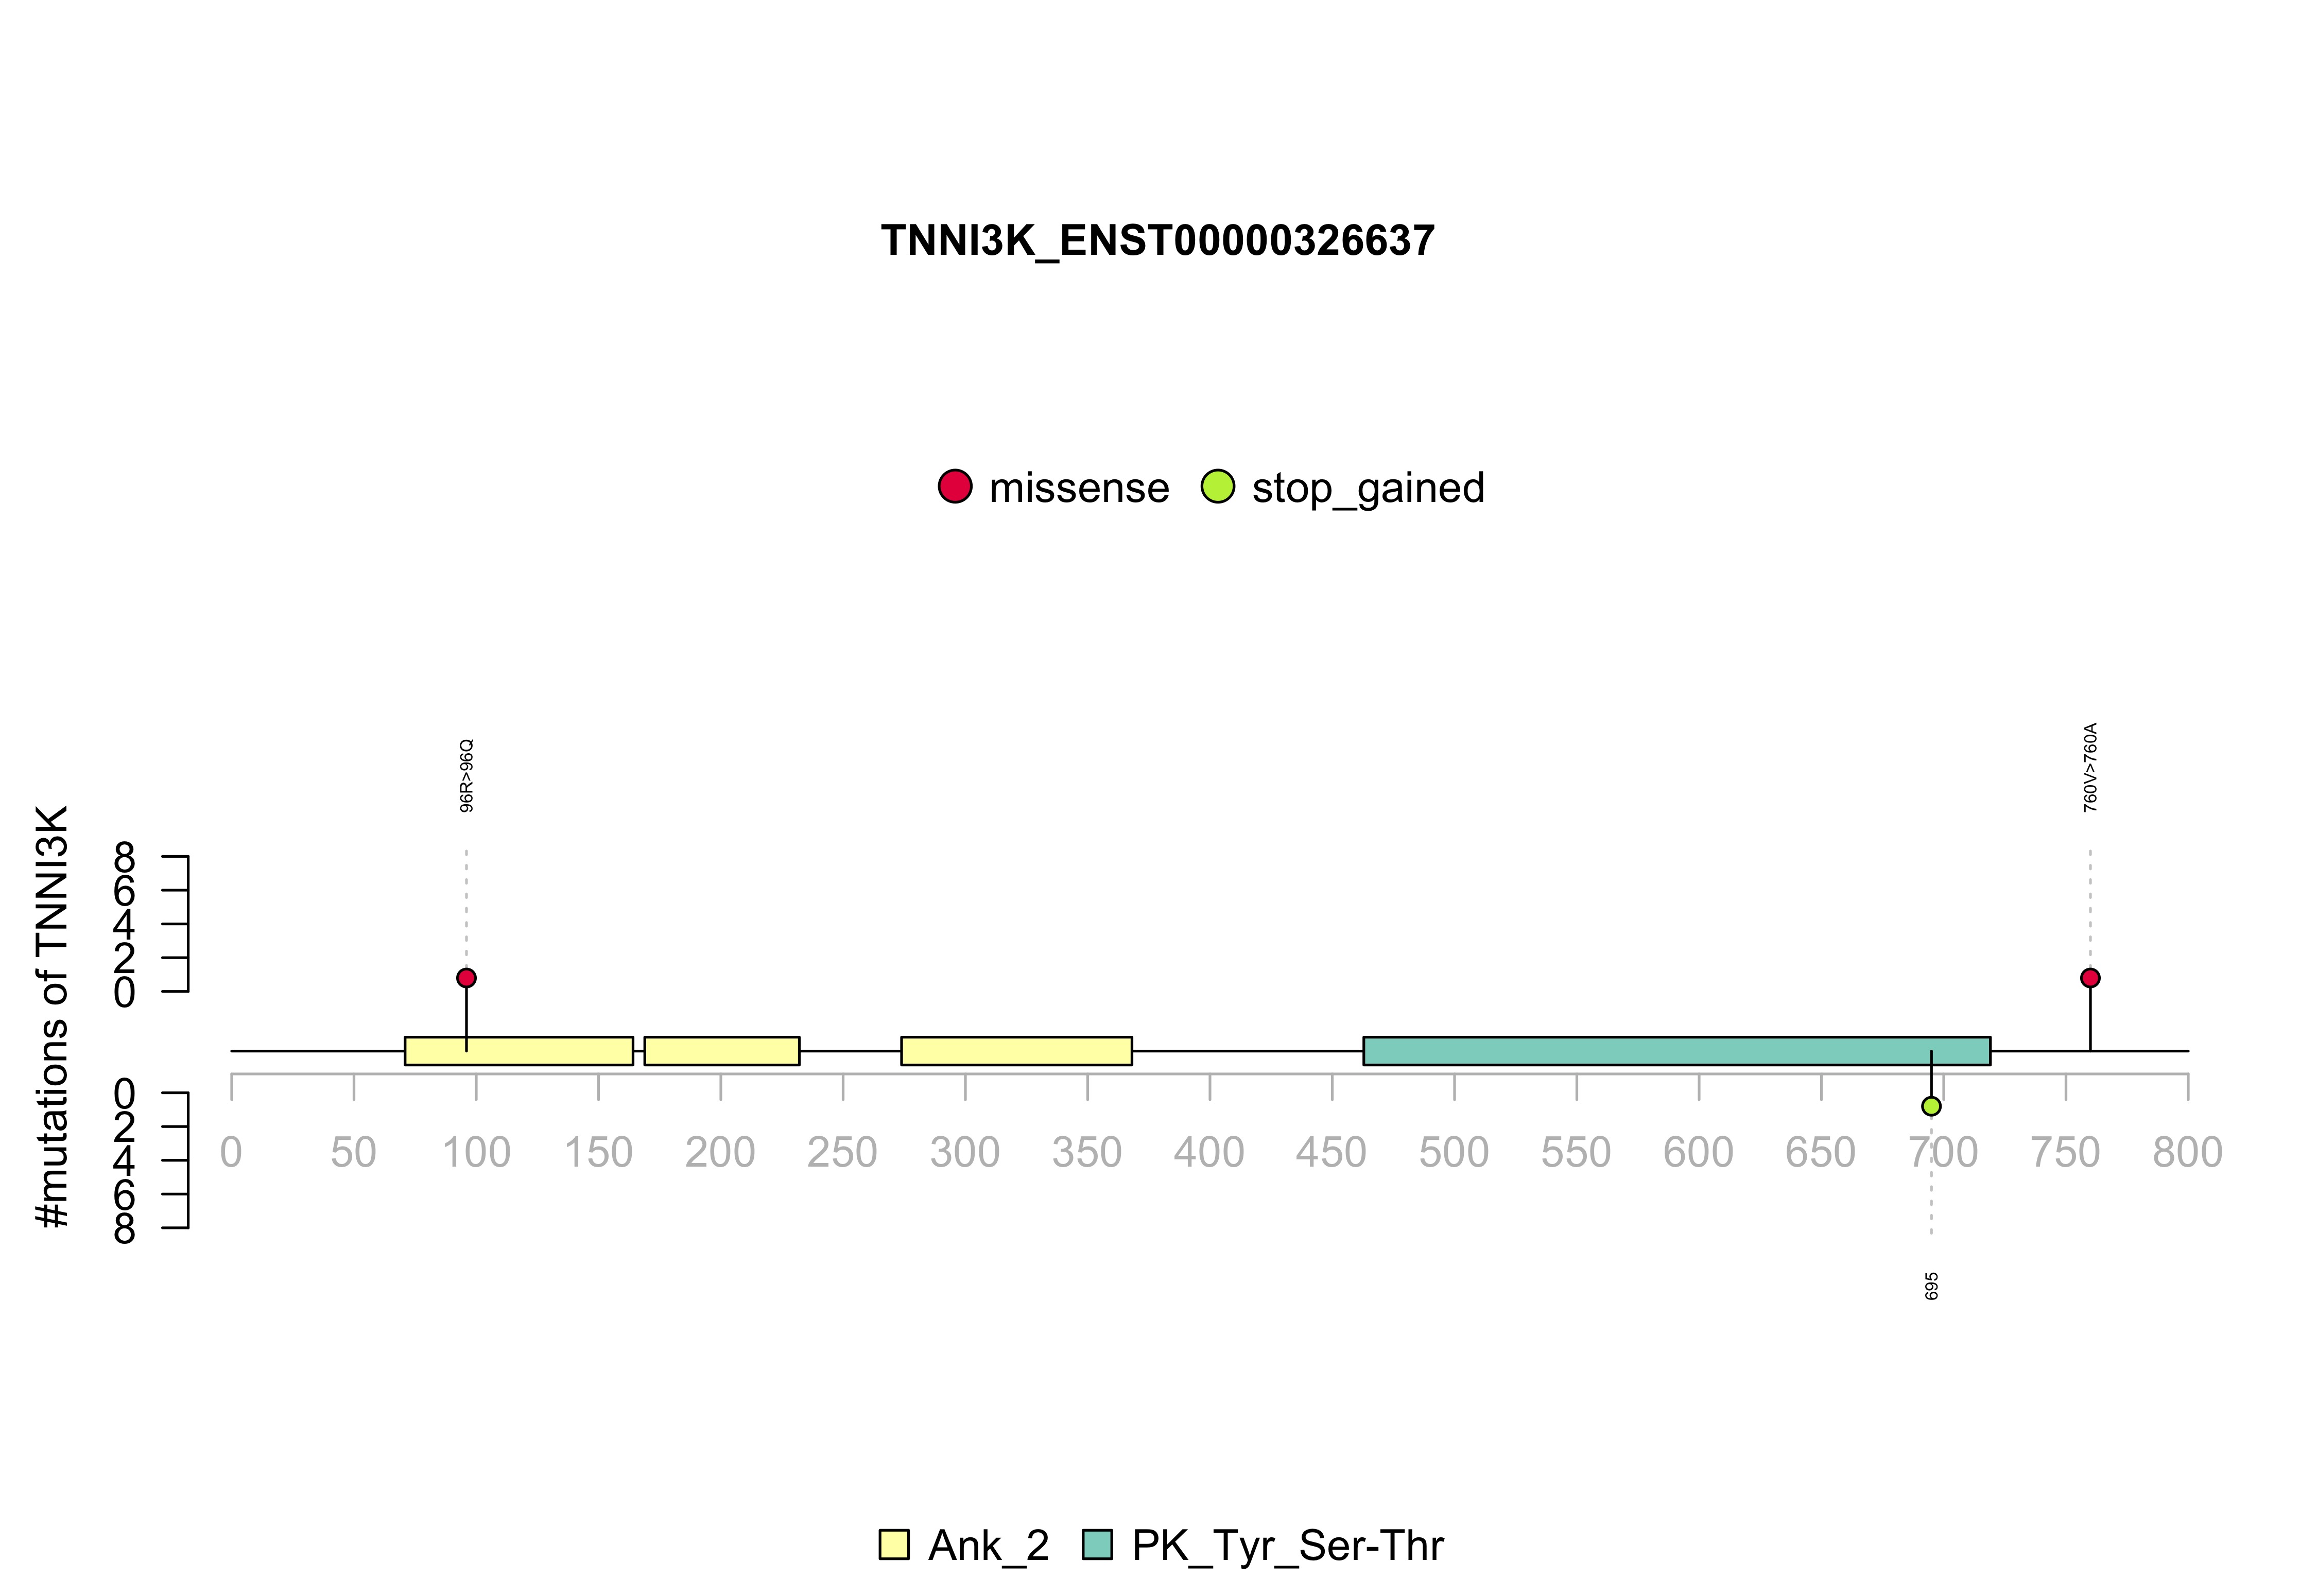 TNNI3K_ENST00000326637
missense stop_gained
96R>96Q
760V>760A
#mutations of TNNI3K
8
6
4
2
0
0
2
4
6
8
0 50 100 150 200 250 300 350 400 450 500 550 600 650 700 750 800
695
Ank_2 PK_Tyr_Ser-Thr